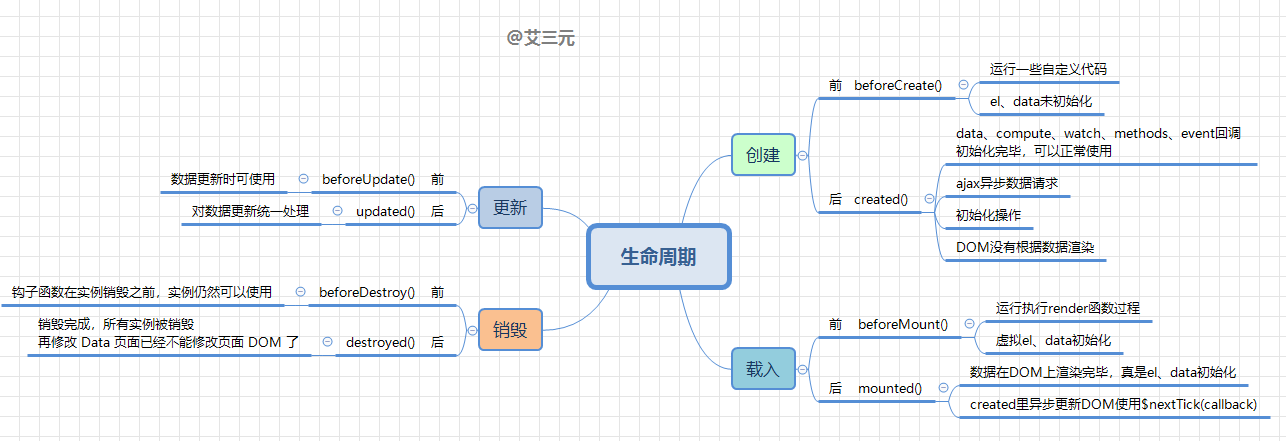 @艾三元
生命周期
创建
前 beforeCreate()
运行一些自定义代码
el、data未初始化
后 created()
data、compute、watch、methods、event回调
初始化完毕，可以正常使用
ajax异步数据请求
初始化操作
DOM没有根据数据渲染
载入
前 beforeMount()
运行执行render函数过程
虚拟el、data初始化
后 mounted()
数据在DOM上渲染完毕，真是el、data初始化
created里异步更新DOM使用$nextTick(callback)
更新
beforeUpdate() 前
数据更新时可使用
updated() 后
对数据更新统一处理
销毁
beforeDestroy() 前
钩子函数在实例销毁之前，实例仍然可以使用
destroyed() 后
销毁完成，所有实例被销毁
再修改 Data 页面已经不能修改页面 DOM 了